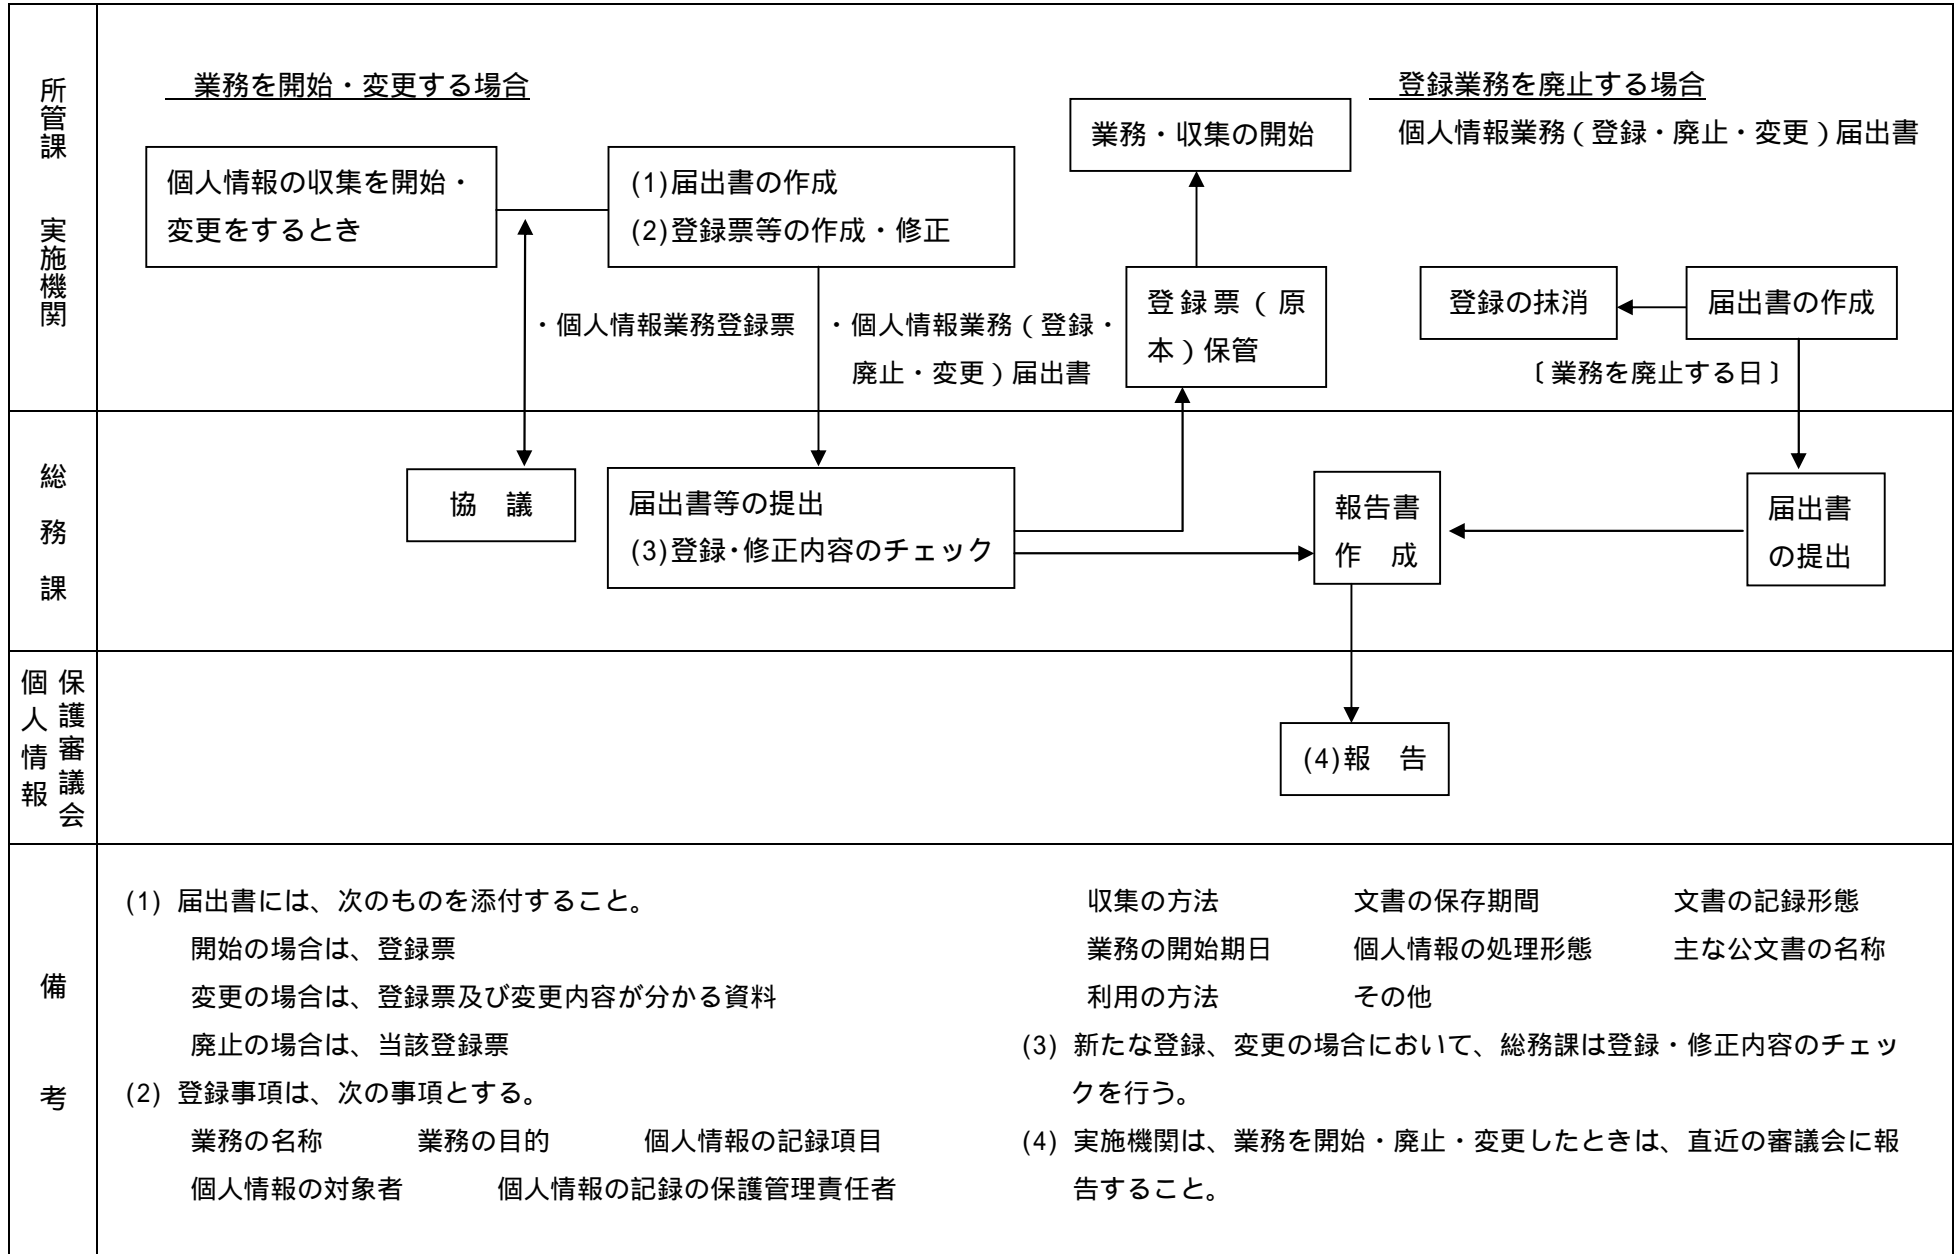 所管課　実施機関
業務を開始・変更する場合
個人情報の収集を開始・
変更をするとき
(1)届出書の作成
(2)登録票等の作成・修正
・個人情報業務登録票
・個人情報業務（登録・
廃止・変更）届出書
業務・収集の開始
登録票（原
本）保管
登録業務を廃止する場合
個人情報業務（登録・廃止・変更）届出書
登録の抹消
届出書の作成
〔業務を廃止する日〕
総務課
協　議
届出書等の提出
(3)登録・修正内容のチェック
報告書
作　成
届出書
の提出
個人情報
保護審議会
(4)報　告
備考
(1) 届出書には、次のものを添付すること。
開始の場合は、登録票
変更の場合は、登録票及び変更内容が分かる資料
廃止の場合は、当該登録票
(2) 登録事項は、次の事項とする。
業務の名称　業務の目的　個人情報の記録項目
個人情報の対象者　個人情報の記録の保護管理責任者
収集の方法　文書の保存期間　文書の記録形態
業務の開始期日　個人情報の処理形態　主な公文書の名称
利用の方法　その他
(3) 新たな登録、変更の場合において、総務課は登録・修正内容のチェッ
クを行う。
(4) 実施機関は、業務を開始・廃止・変更したときは、直近の審議会に報
告すること。